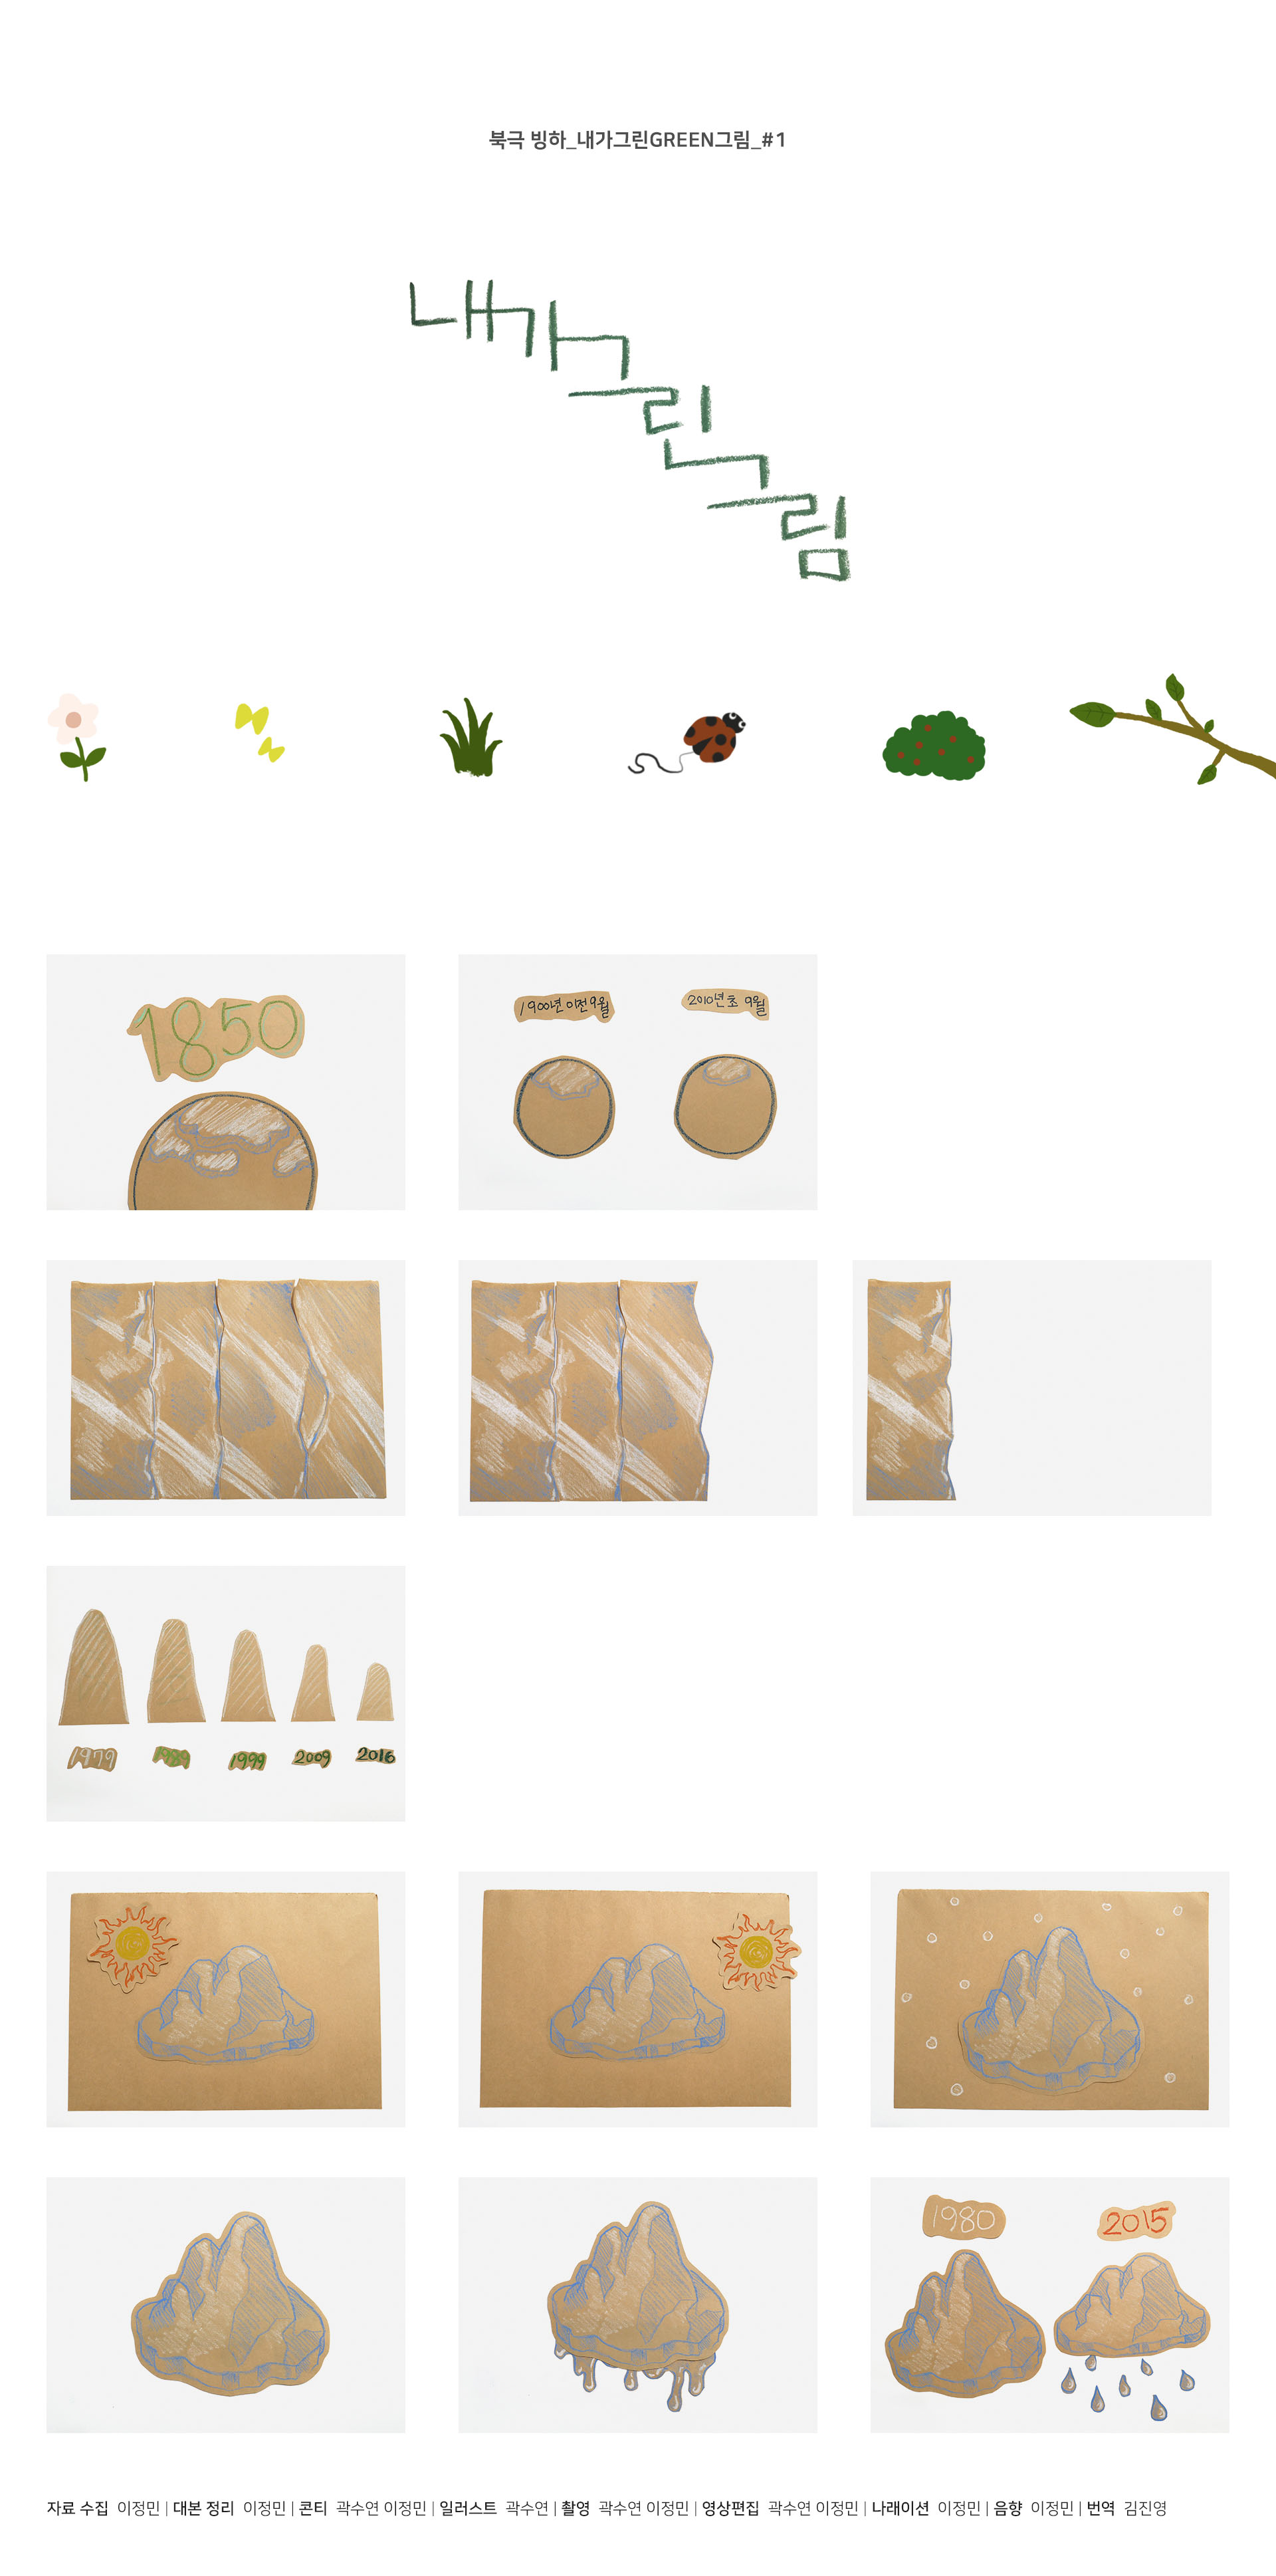 북극 빙하_내가그린GREEN그림_#1
내가
그린
그림
1850
1900년 이전 9월
2010년 초 9월
1979
1989
1999
2009
2016
1980
2015
자료 수집 이정민 | 대본 정리 이정민 | 콘티 곽수연 이정민 | 일러스트 곽수연 | 촬영 곽수연 이정민 | 영상편집 곽수연 이정민 | 나래이션 이정민 | 음향 이정민 | 번역 김진영